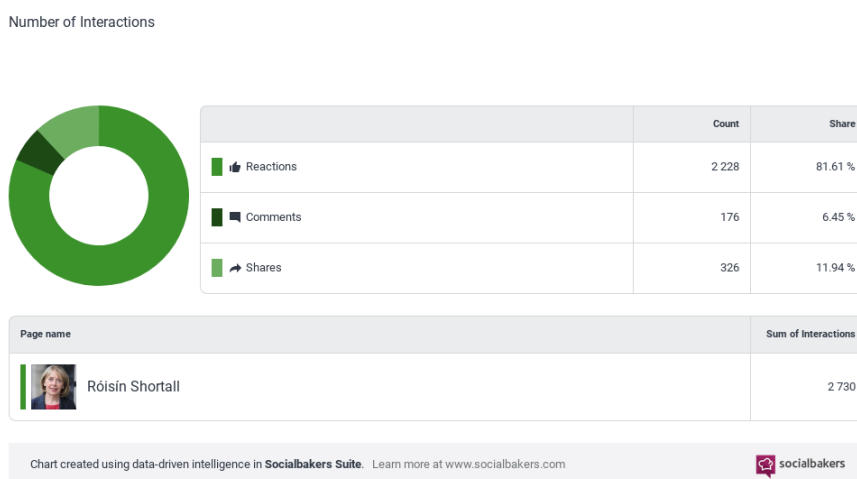 Number of Interactions
Count Share
Reactions 2 228 81.61 %
Comments 176 6.45 %
Shares 326 11.94 %
Page name Sum of Interactions
Róisín Shortall 2 730
Chart created using data-driven intelligence in Socialbakers Suite. Learn more at www.socialbakers.com socialbakers